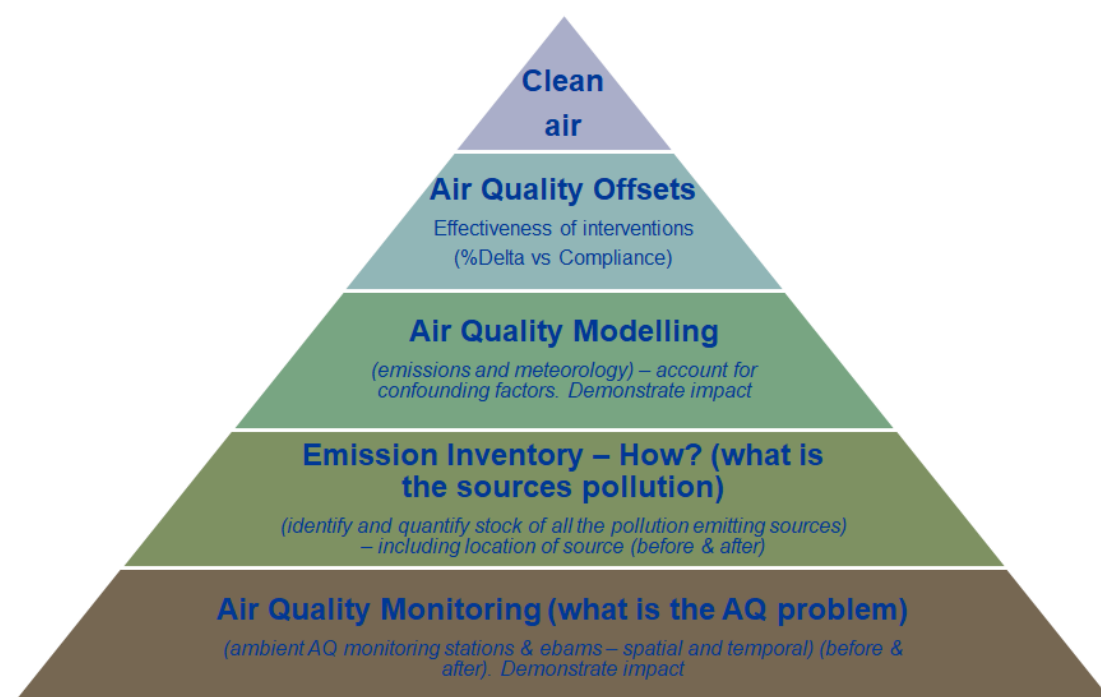 Clean
air
Air Quality Offsets
Effectiveness of interventions
(%Delta vs Compliance)
Air Quality Modelling
(emissions and meteorology) – account for
confounding factors. Demonstrate impact
Emission Inventory – How? (what is
the sources pollution)
(identify and quantify stock of all the pollution emitting sources)
– including location of source (before & after)
Air Quality Monitoring (what is the AQ problem)
(ambient AQ monitoring stations & ebams – spatial and temporal) (before &
after). Demonstrate impact